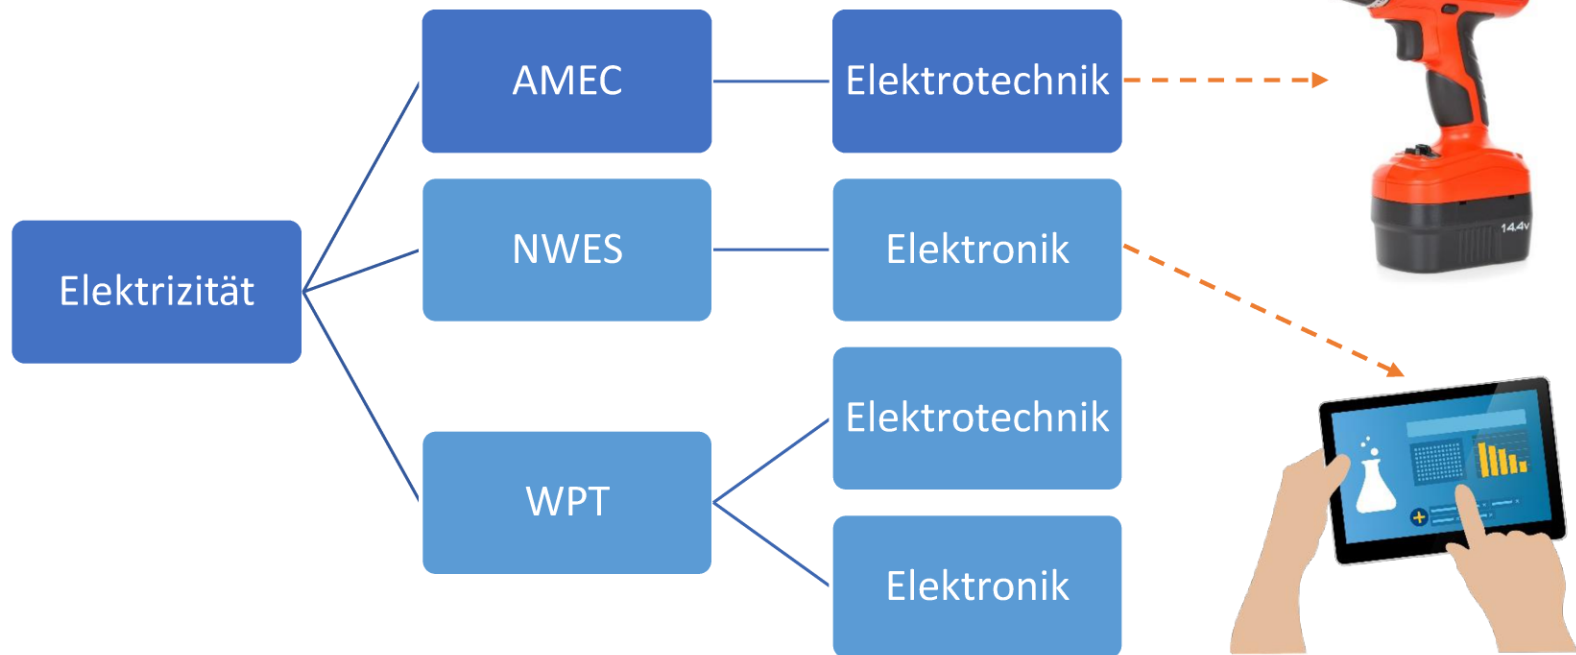 AMEC
Elektrotechnik
NWES
Elektronik
Elektrizität
Elektrotechnik
WPT
Elektronik
14.4v